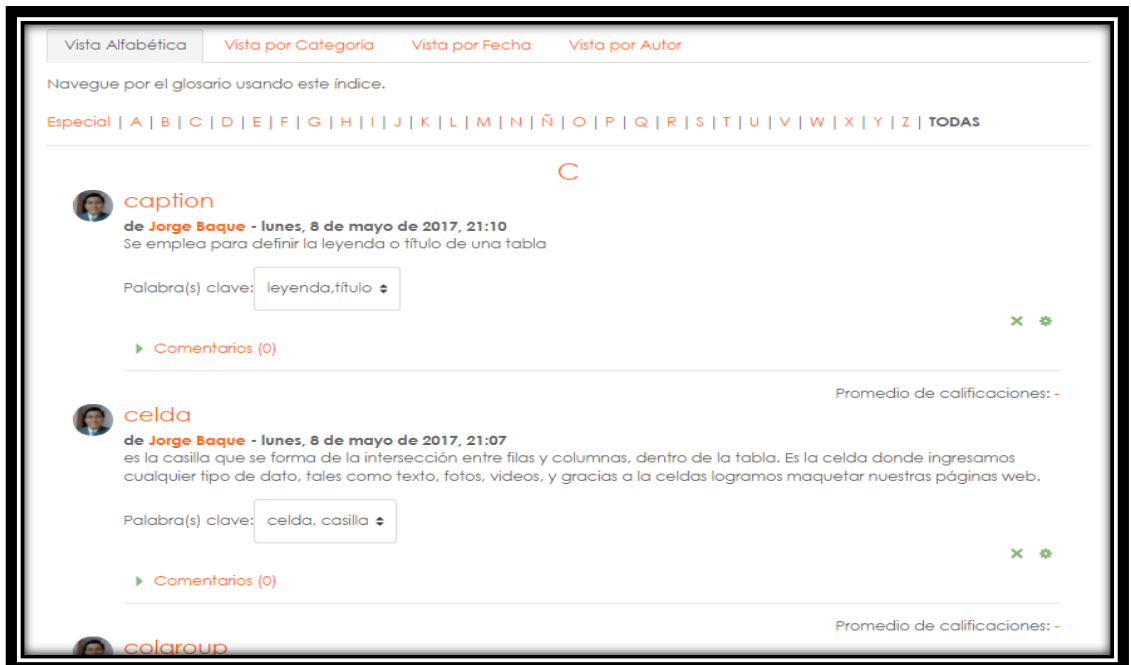 Vista Alfabética Vista por Categoría Vista por Fecha Vista por Autor
Navegue por el glosario usando este índice.
Especial | A | B | C | D | E | F | G | H | I | J | K | L | M | N | Ñ | O | P | Q | R | S | T | U | V | W | X | Y | Z | TODAS
C
caption
de Jorge Baque - lunes, 8 de mayo de 2017, 21:10
Se emplea para definir la leyenda o título de una tabla
Palabra(s) clave: leyenda,título
Comentarios (0)
Promedio de calificaciones: -
celda
de Jorge Baque - lunes, 8 de mayo de 2017, 21:07
es la casilla que se forma de la intersección entre filas y columnas, dentro de la tabla. Es la celda donde ingresamos
cualquier tipo de dato, tales como texto, fotos, videos, y gracias a la celdas logramos maquetar nuestras páginas web.
Palabra(s) clave: celda, casilla
Comentarios (0)
Promedio de calificaciones: -
colgroup